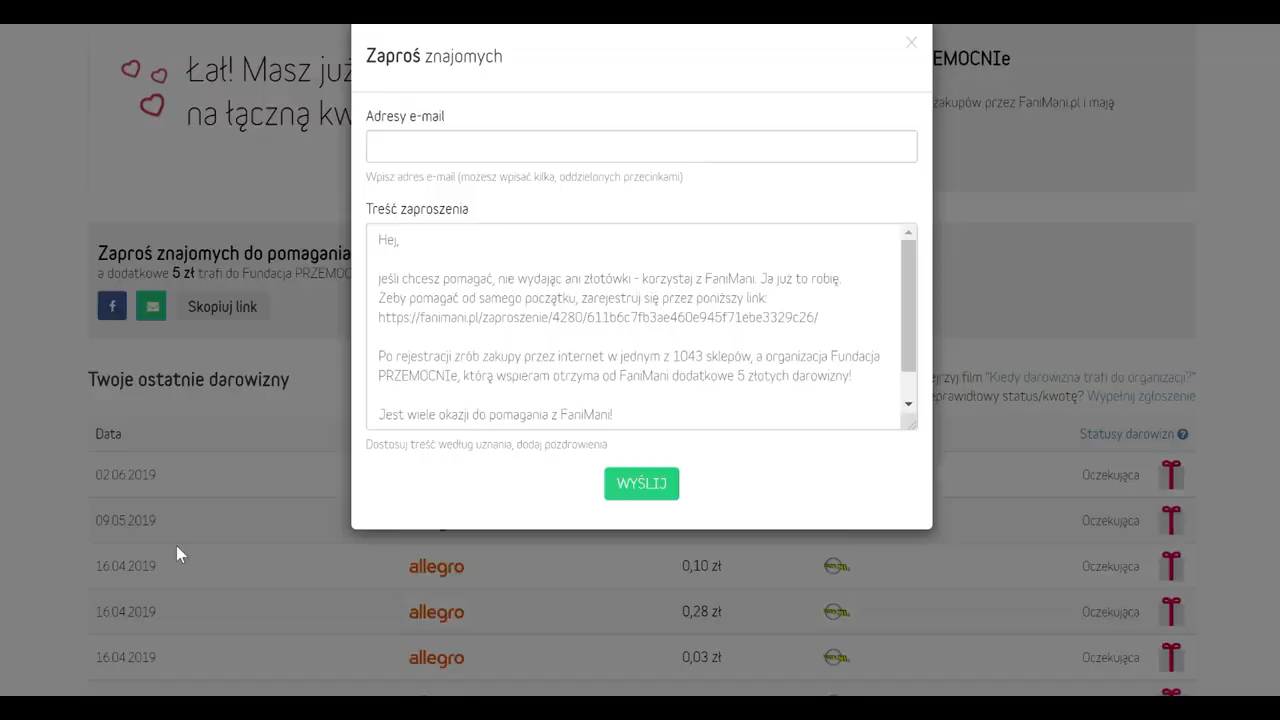 Łał! Masz już
na łączną kw
EMOCNIe
zakupów przez FaniMani.pl i mają
Zaproś znajomych
Adresy e-mail
Wpisz adres e-mail (możesz wpisać kilka, oddzielonych przecinkami)
Treść zaproszenia
Hej,
jeśli chcesz pomagać, nie wydając ani złotówki - korzystaj z FaniMani. Ja już to robię.
Żeby pomagać od samego początku, zarejestruj się przez poniższy link:
https://fanimani.pl/zaproszenie/4280/611b6c7fb3ae460e945f71ebe3329c26/
Po rejestracji zrób zakupy przez internet w jednym z 1043 sklepów, a organizacja Fundacja
PRZEMOCNIe, którą wspieram otrzyma od FaniMani dodatkowe 5 złotych darowizny!
Jest wiele okazji do pomagania z FaniMani!
Dostosuj treść według uznania, dodaj pozdrowienia
WYŚLIJ
Zaproś znajomych do pomagania
a dodatkowe 5 zł trafi do Fundacja PRZEMOC
Skopiuj link
Twoje ostatnie darowizny
ejrzyj film "Kiedy darowizna trafi do organizacji?"
eprawidłowy status/kwotę? Wypełnij zgłoszenie
Data Statusy darowizn
02.06.2019 Oczekująca
09.05.2019 Oczekująca
16.04.2019 allegro 0,10 zł Oczekująca
16.04.2019 allegro 0,28 zł Oczekująca
16.04.2019 allegro 0,03 zł Oczekująca